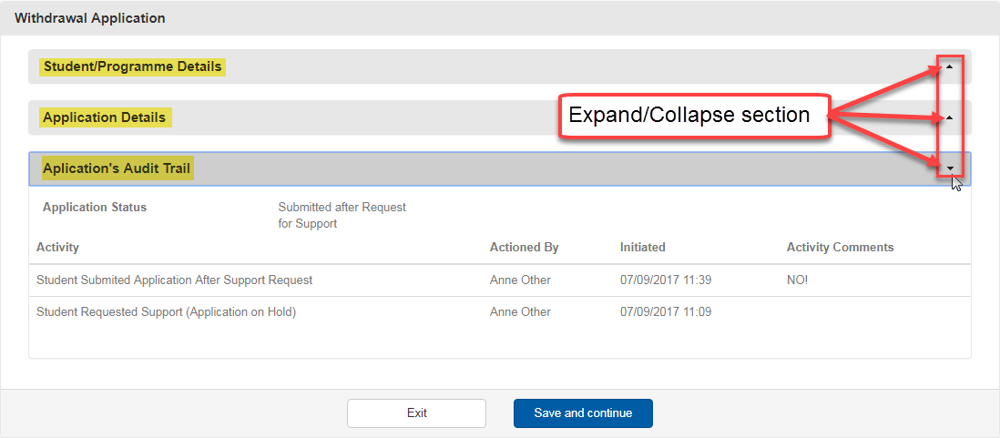 Withdrawal Application
Student/Programme Details
Application Details
Expand/Collapse section
Aplication's Audit Trail
Application Status Submitted after Request
for Support
Activity Actioned By Initiated Activity Comments
Student Submited Application After Support Request Anne Other 07/09/2017 11:39 NO!
Student Requested Support (Application on Hold) Anne Other 07/09/2017 11:09
Exit Save and continue